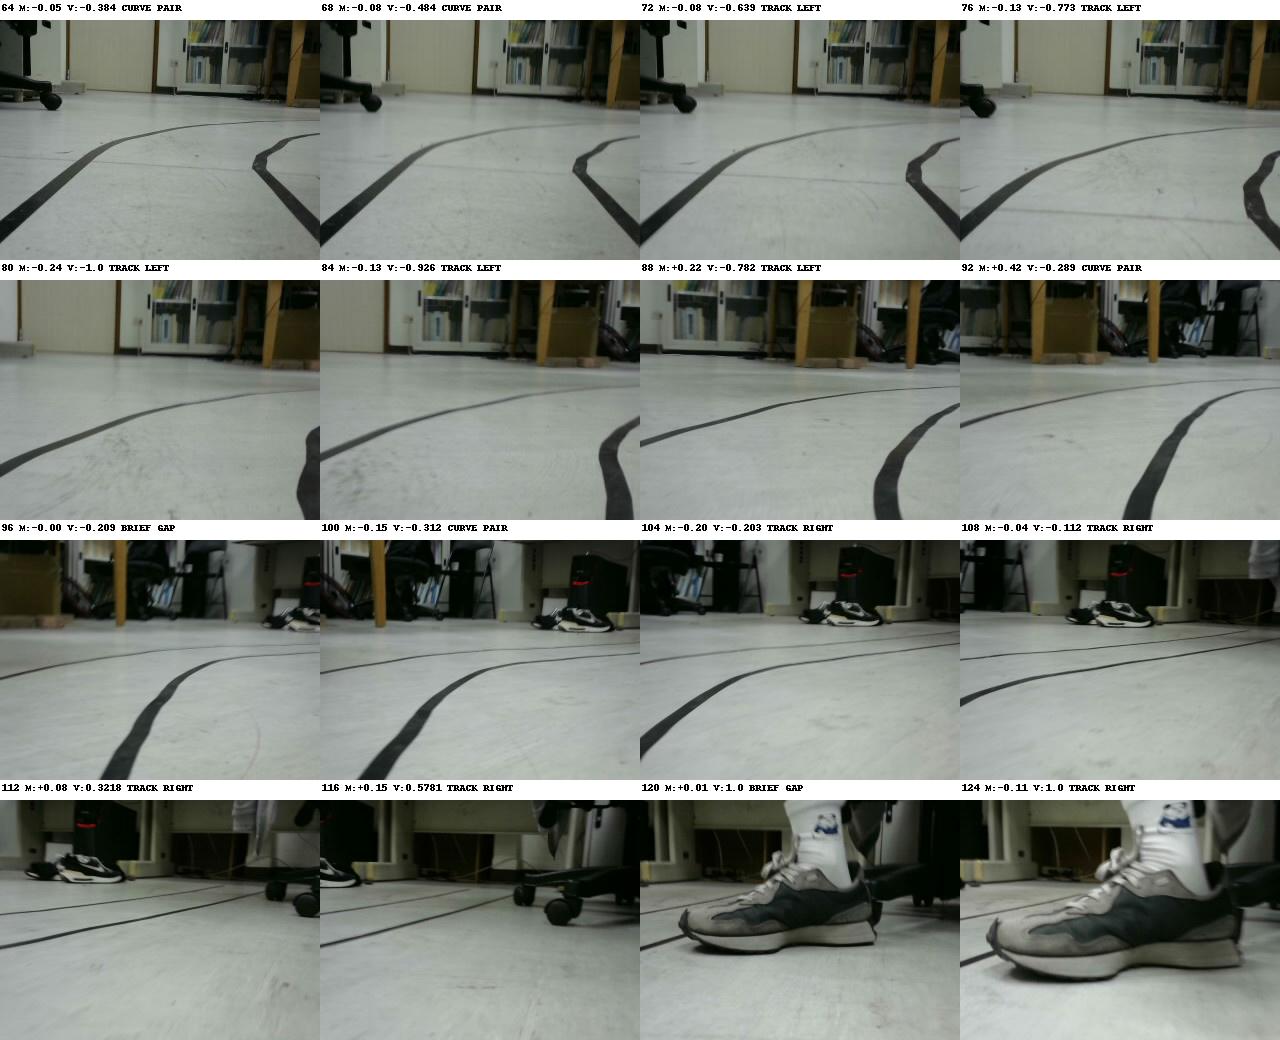 64 M:-0.05 V:-0.384 CURVE PAIR
68 M:-0.08 V:-0.484 CURVE PAIR
72 M:-0.08 V:-0.639 TRACK LEFT
76 M:-0.13 V:-0.773 TRACK LEFT
80 M:-0.24 V:-1.0 TRACK LEFT
84 M:-0.13 V:-0.926 TRACK LEFT
88 M:+0.22 V:-0.782 TRACK LEFT
92 M:+0.42 V:-0.289 CURVE PAIR
96 M:-0.00 V:-0.209 BRIEF GAP
100 M:-0.15 V:-0.312 CURVE PAIR
104 M:-0.20 V:-0.203 TRACK RIGHT
108 M:-0.04 V:-0.112 TRACK RIGHT
112 M:+0.08 V:0.3218 TRACK RIGHT
116 M:+0.15 V:0.5781 TRACK RIGHT
120 M:+0.01 V:1.0 BRIEF GAP
124 M:-0.11 V:1.0 TRACK RIGHT